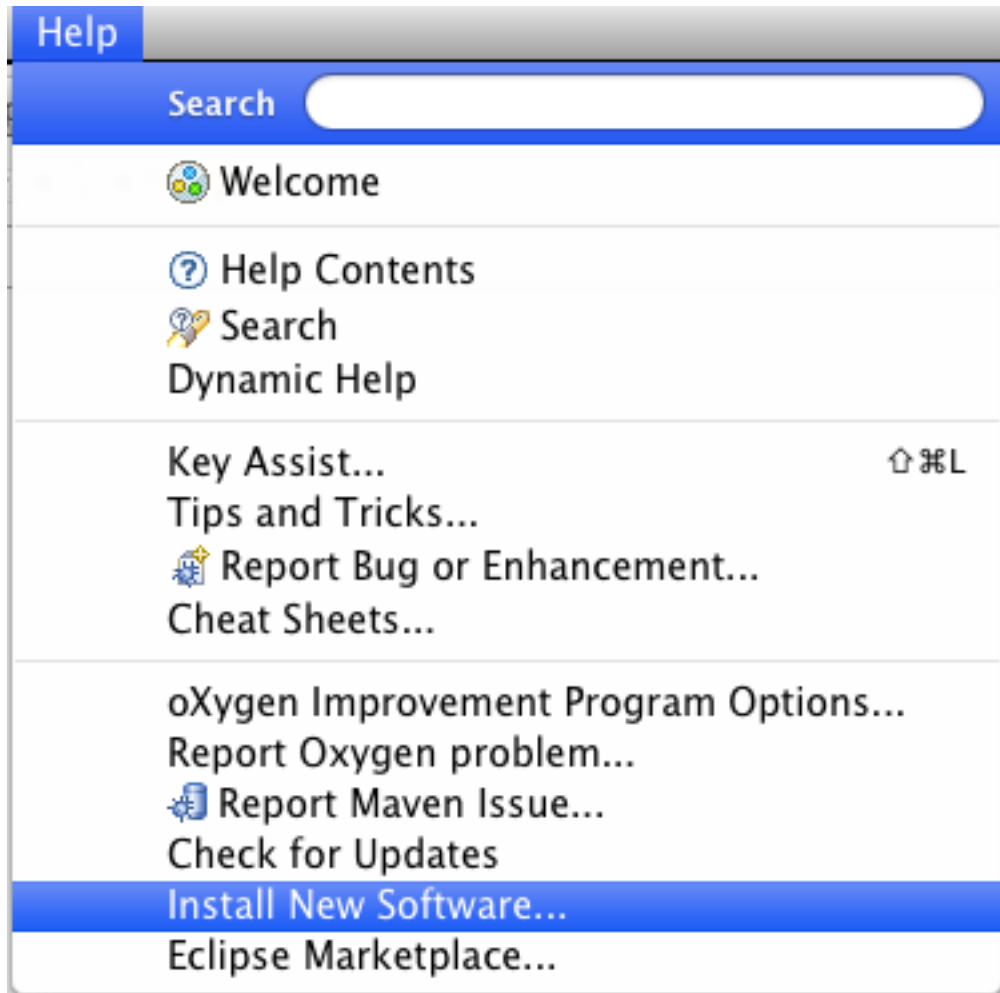 Help
Search
Welcome
Help Contents
Search
Dynamic Help
Key Assist... ⇧⌘L
Tips and Tricks...
Report Bug or Enhancement...
Cheat Sheets...
oXygen Improvement Program Options...
Report Oxygen problem...
Report Maven Issue...
Check for Updates
Install New Software...
Eclipse Marketplace...